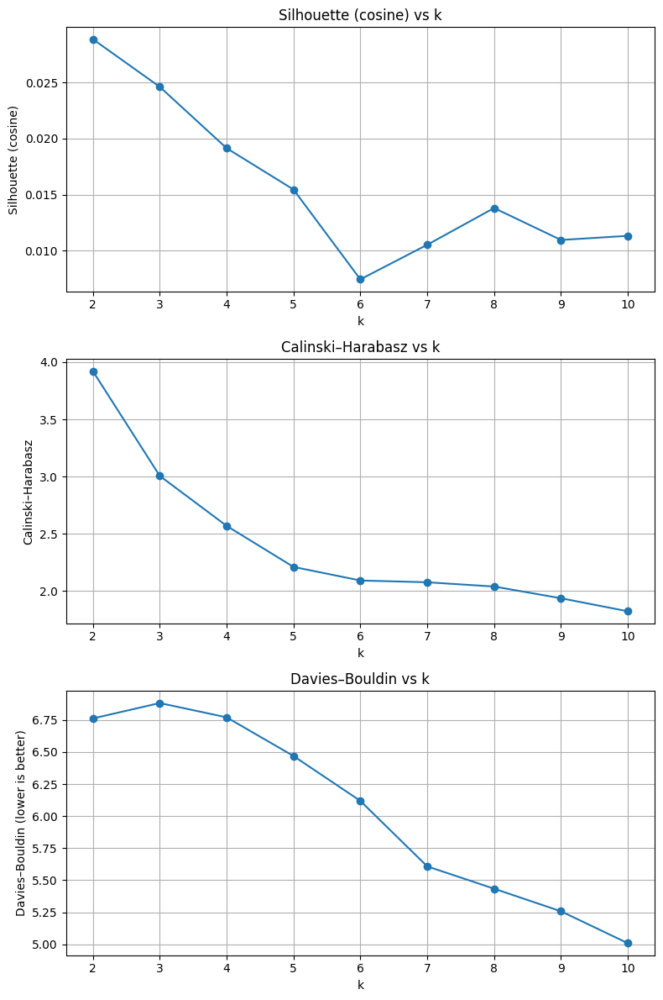 Silhouette (cosine) vs k
Silhouette (cosine)
0.025
0.020
0.015
0.010
2 3 4 5 6 7 8 9 10
k
Calinski–Harabasz vs k
Calinski–Harabasz
4.0
3.5
3.0
2.5
2.0
2 3 4 5 6 7 8 9 10
k
Davies–Bouldin vs k
Davies–Bouldin (lower is better)
6.75
6.50
6.25
6.00
5.75
5.50
5.25
5.00
2 3 4 5 6 7 8 9 10
k